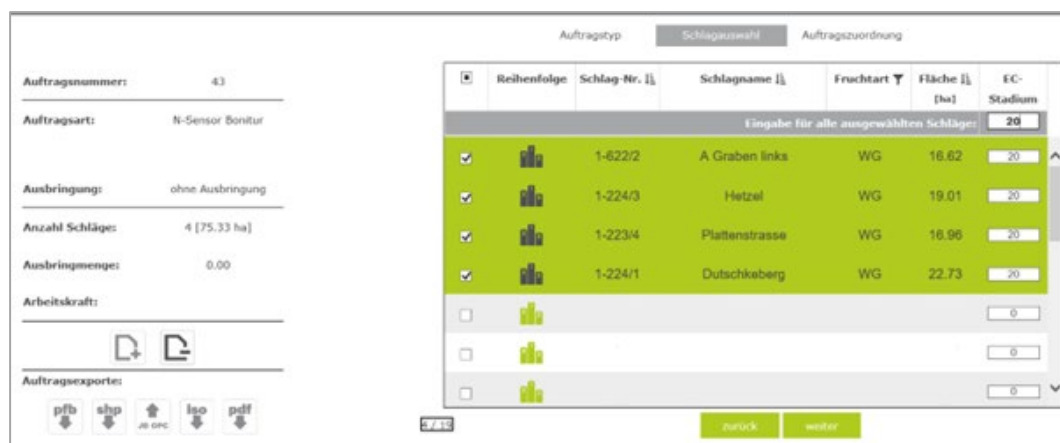 Auftragstyp Schlagauswahl Auftragszuordnung
Auftragsnummer: 43
Auftragsart: N-Sensor Bonitur
Ausbringung: ohne Ausbringung
Anzahl Schläge: 4 [75.33 ha]
Ausbringmenge: 0.00
Arbeitskraft:
Auftragsexporte:
pfb shp JD OPC iso pdf
Reihenfolge Schlag-Nr. Schlagname Fruchtart Fläche EC-
[ha] Stadium
Eingabe für alle ausgewählten Schläge: 20
1-622/2 A Graben links WG 16.62 20
1-224/3 Hetzel WG 19.01 20
1-223/4 Plattenstrasse WG 16.96 20
1-224/1 Dutschkeberg WG 22.73 20
0
0
0
4 / 19
zurück weiter